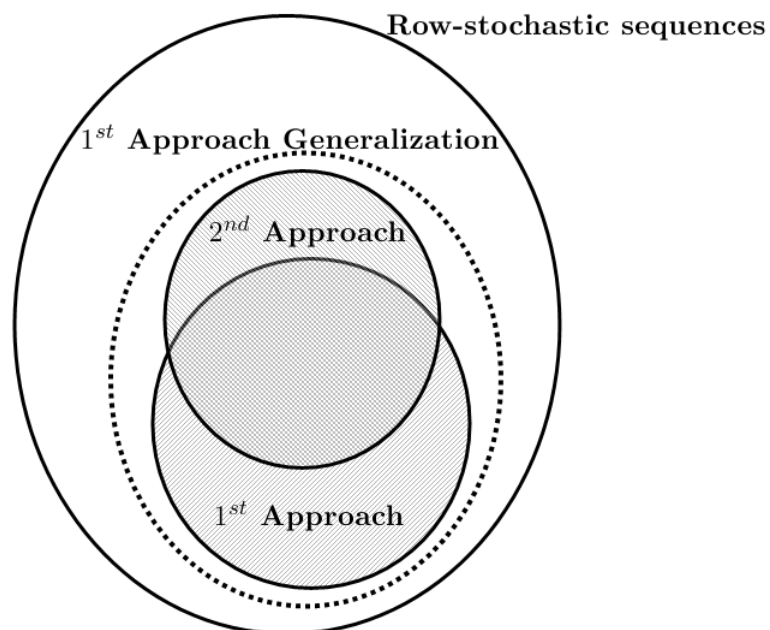 Row-stochastic sequences
1st Approach Generalization
2nd Approach
1st Approach